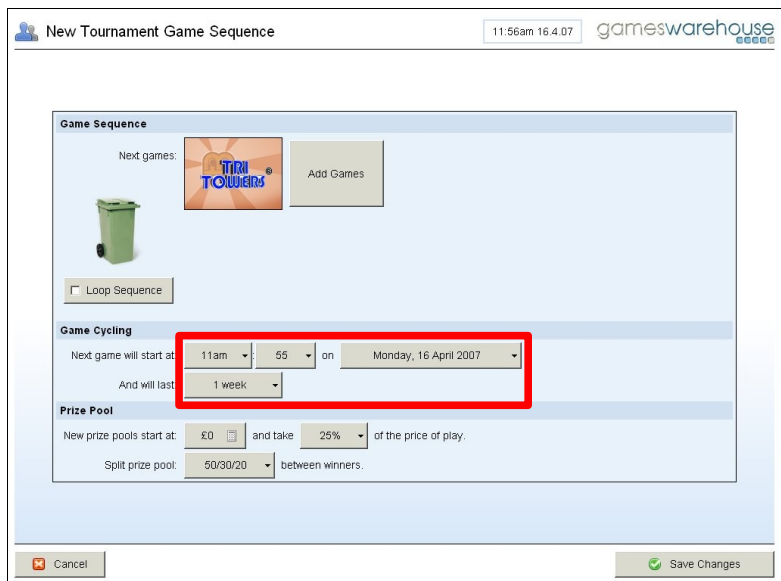 New Tournament Game Sequence
11:56am 16.4.07
gameswarehouse
Game Sequence
Next games:
TRI TOWERS
Add Games
Loop Sequence
Game Cycling
Next game will start at: 11am : 55 on Monday, 16 April 2007
And will last: 1 week
Prize Pool
New prize pools start at: £0 and take 25% of the price of play.
Split prize pool: 50/30/20 between winners.
Cancel
Save Changes